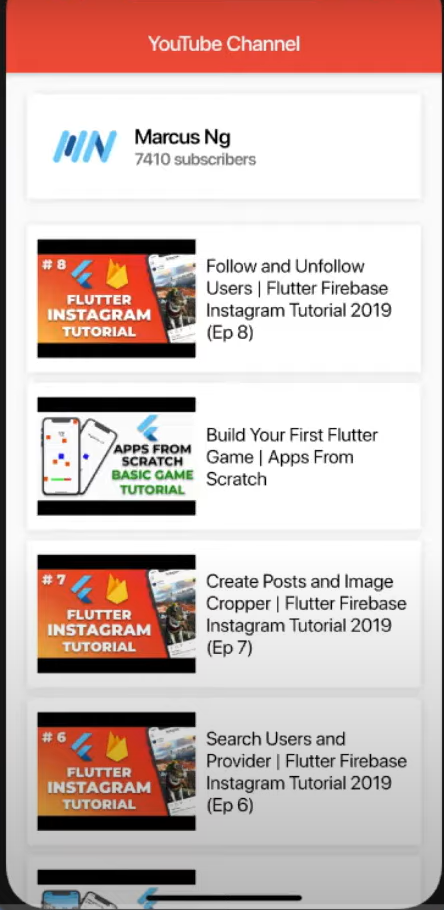 YouTube Channel
Marcus Ng
7410 subscribers
# 8
FLUTTER
INSTAGRAM
TUTORIAL
Follow and Unfollow
Users | Flutter Firebase
Instagram Tutorial 2019
(Ep 8)
APPS FROM
SCRATCH
BASIC GAME
TUTORIAL
Build Your First Flutter
Game | Apps From
Scratch
# 7
FLUTTER
INSTAGRAM
TUTORIAL
Create Posts and Image
Cropper | Flutter Firebase
Instagram Tutorial 2019
(Ep 7)
# 6
FLUTTER
INSTAGRAM
TUTORIAL
Search Users and
Provider | Flutter Firebase
Instagram Tutorial 2019
(Ep 6)